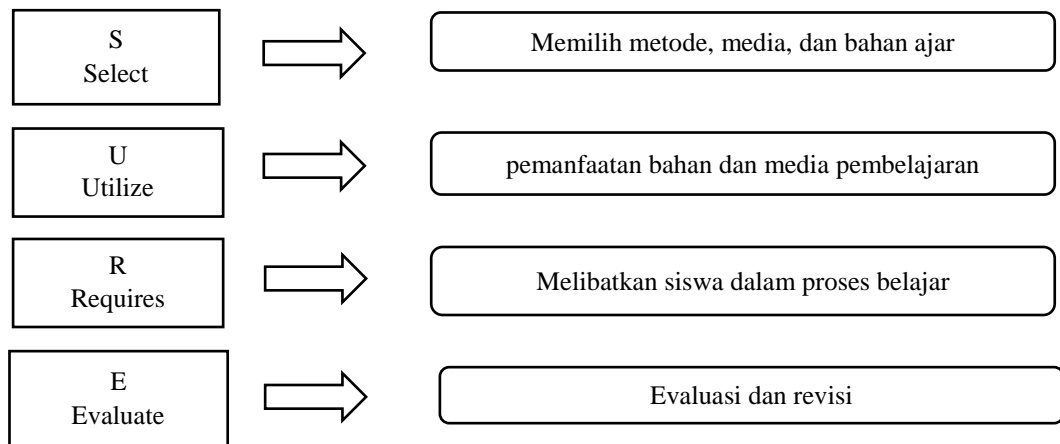 S
Select
Memilih metode, media, dan bahan ajar
U
Utilize
pemanfaatan bahan dan media pembelajaran
R
Requires
Melibatkan siswa dalam proses belajar
E
Evaluate
Evaluasi dan revisi